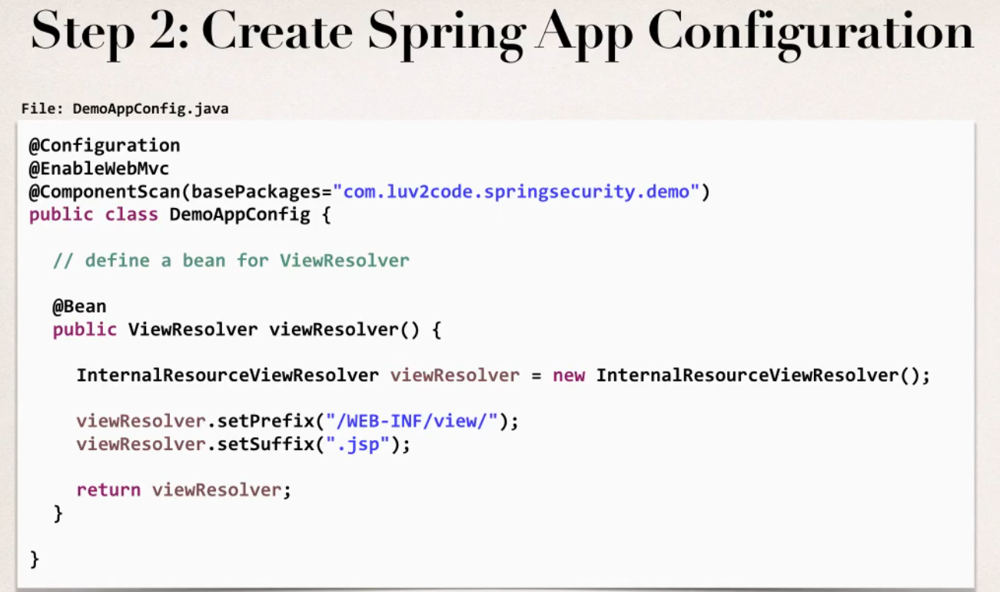 Step 2: Create Spring App Configuration
File: DemoAppConfig.java
@Configuration
@EnableWebMvc
@ComponentScan(basePackages="com.luv2code.springsecurity.demo")
public class DemoAppConfig {
// define a bean for ViewResolver
@Bean
public ViewResolver viewResolver() {
InternalResourceViewResolver viewResolver = new InternalResourceViewResolver();
viewResolver.setPrefix("/WEB-INF/view/");
viewResolver.setSuffix(".jsp");
return viewResolver;
}
}